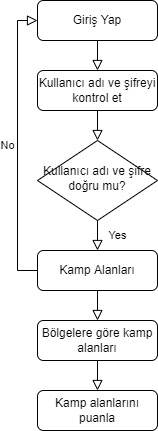 Giriş Yap
Kullanıcı adı ve şifreyi
kontrol et
No
Kullanıcı adı ve şifre
doğru mu?
Yes
Kamp Alanları
Bölgelere göre kamp
alanları
Kamp alanlarını
puanla